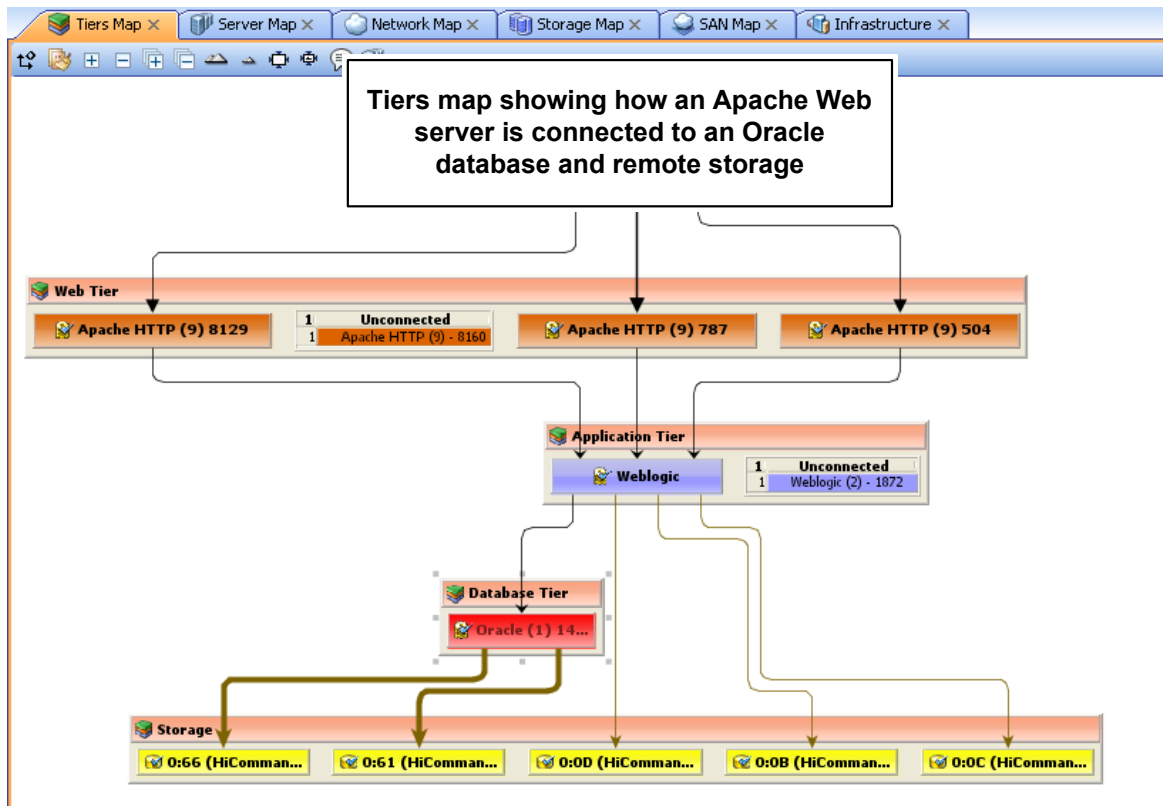 Tiers Map
Server Map
Network Map
Storage Map
SAN Map
Infrastructure
Tiers map showing how an Apache Web
server is connected to an Oracle
database and remote storage
Web Tier
Apache HTTP (9) 8129
1 Unconnected
1 Apache HTTP (9) - 8160
Apache HTTP (9) 787
Apache HTTP (9) 504
Application Tier
Weblogic
1 Unconnected
1 Weblogic (2) - 1872
Database Tier
Oracle (1) 14...
Storage
0:66 (HiComman...
0:61 (HiComman...
0:0D (HiComman...
0:0B (HiComman...
0:0C (HiComman...